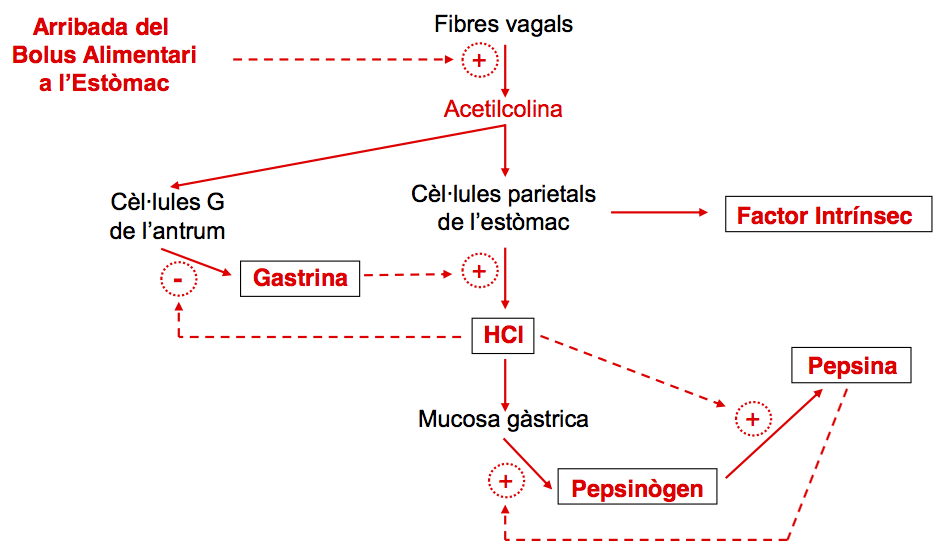 Arribada del
Bolus Alimentari
a l’Estòmac
Fibres vagals
+
Acetilcolina
Cèl·lules G
de l’antrum
Cèl·lules parietals
de l’estòmac
Factor Intrínsec
-
Gastrina
+
HCl
Pepsina
Mucosa gàstrica
+
+
Pepsinògen